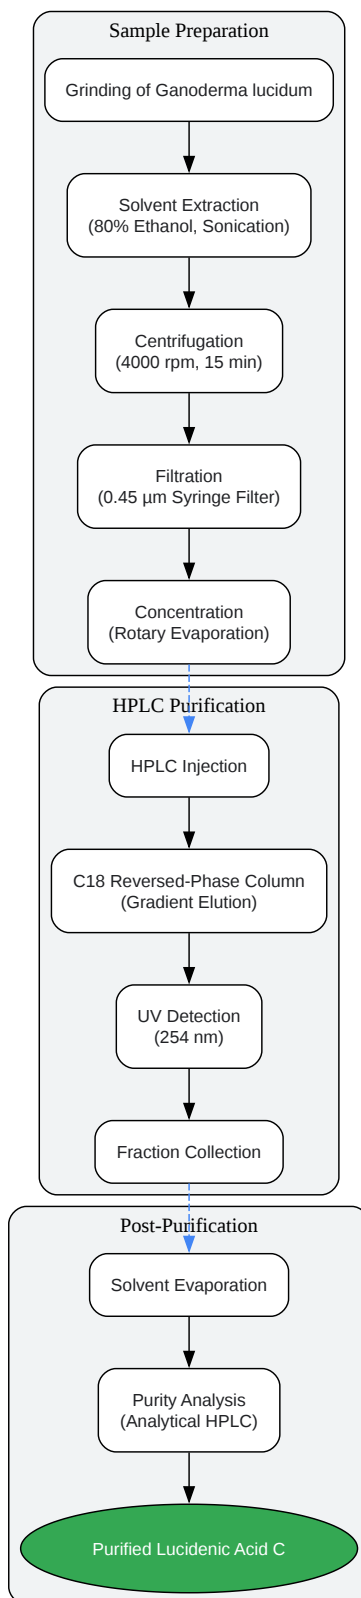 Sample Preparation
Grinding of Ganoderma lucidum
Solvent Extraction
(80% Ethanol, Sonication)
Centrifugation
(4000 rpm, 15 min)
Filtration
(0.45 µm Syringe Filter)
Concentration
(Rotary Evaporation)
HPLC Purification
HPLC Injection
C18 Reversed-Phase Column
(Gradient Elution)
UV Detection
(254 nm)
Fraction Collection
Post-Purification
Solvent Evaporation
Purity Analysis
(Analytical HPLC)
Purified Lucidenic Acid C